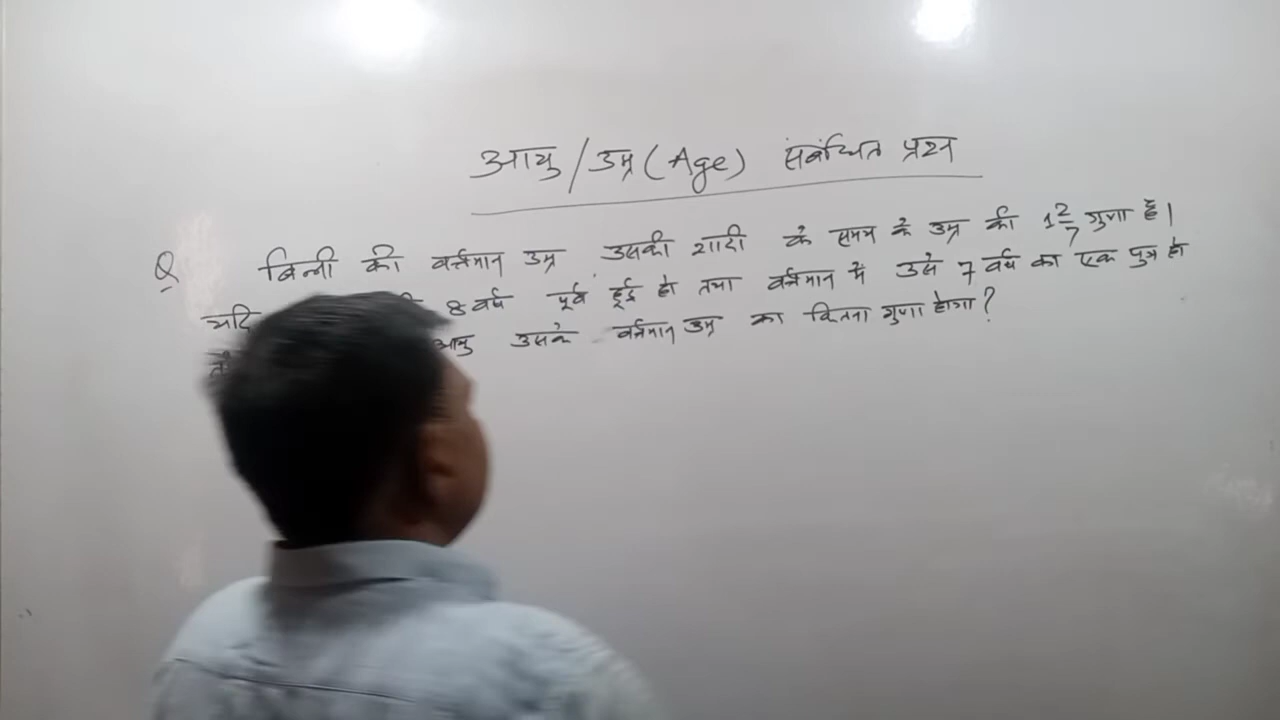 आयु/उम्र (Age) संबंधित प्रश्न
Q विन्नी की वर्त्तमान उम्र उसकी शादी के समय के उम्र की 1 2/7 गुणा है।
यदि 8 वर्ष पूर्व हुई हो तथा वर्त्तमान में उसे 7 वर्ष का एक पुत्र हो
आयु उसके वर्त्तमान उम्र का कितना गुणा होगा?